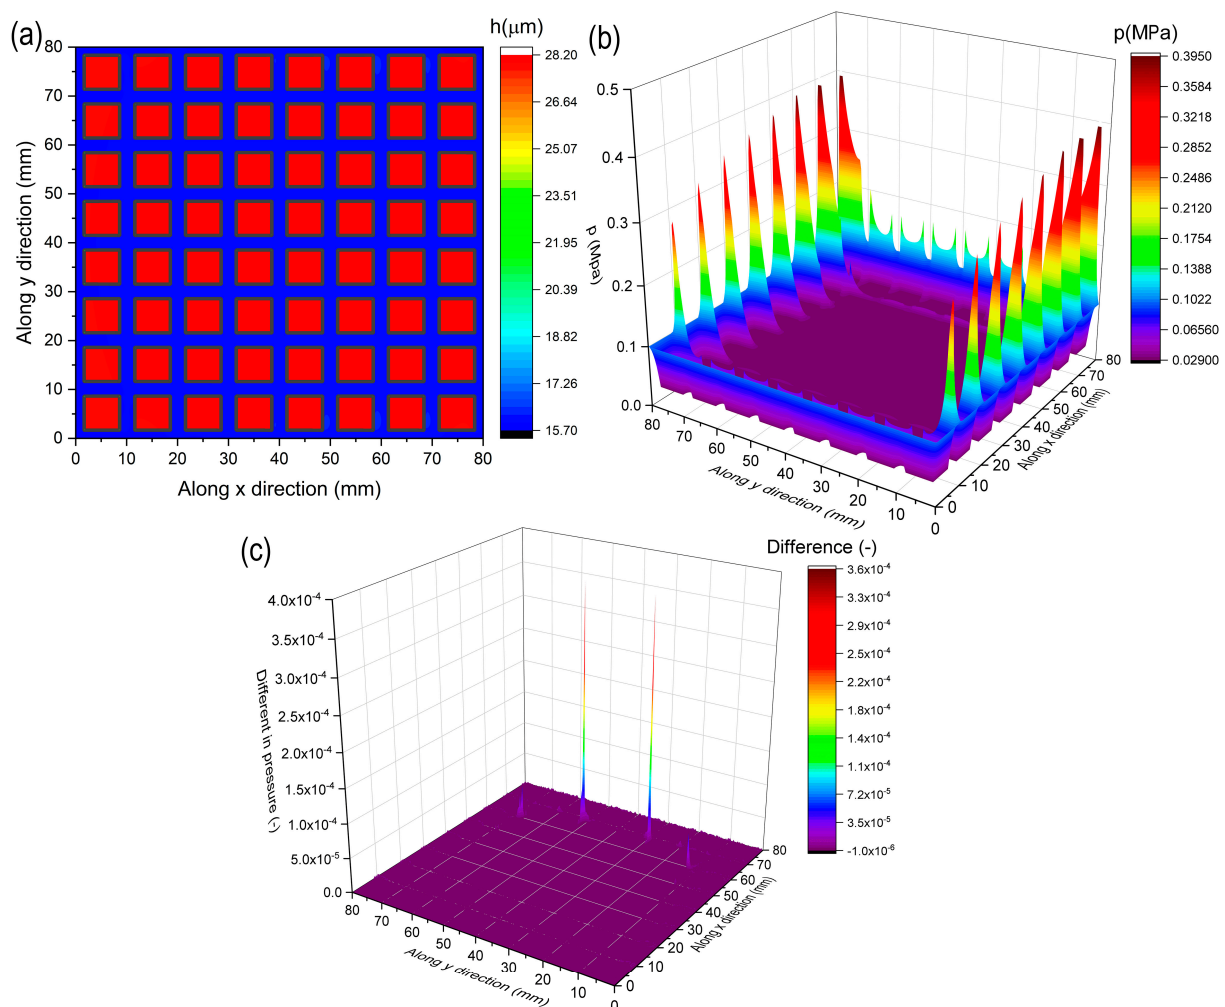 (a)
h(μm)
80
70
60
50
40
30
20
10
0
Along y direction (mm)
0 10 20 30 40 50 60 70 80
Along x direction (mm)
28.20
26.64
25.07
23.51
21.95
20.39
18.82
17.26
15.70
(b)
p(MPa)
0.5
0.4
0.3
0.2
0.1
0.0
p (Mpa)
80 70 60 50 40 30 20 10 0
Along y direction (mm)
0 10 20 30 40 50 60 70 80
Along x direction (mm)
0.3950
0.3584
0.3218
0.2852
0.2486
0.2120
0.1754
0.1388
0.1022
0.06560
0.02900
(c)
Difference (-)
4.0x10⁻⁴
3.5x10⁻⁴
3.0x10⁻⁴
2.5x10⁻⁴
2.0x10⁻⁴
1.5x10⁻⁴
1.0x10⁻⁴
5.0x10⁻⁵
0.0
Different in pressure (-)
80 70 60 50 40 30 20 10 0
Along y direction (mm)
0 10 20 30 40 50 60 70 80
Along x direction (mm)
3.6x10⁻⁴
3.3x10⁻⁴
2.9x10⁻⁴
2.5x10⁻⁴
2.2x10⁻⁴
1.8x10⁻⁴
1.4x10⁻⁴
1.1x10⁻⁴
7.2x10⁻⁵
3.5x10⁻⁵
-1.0x10⁻⁶